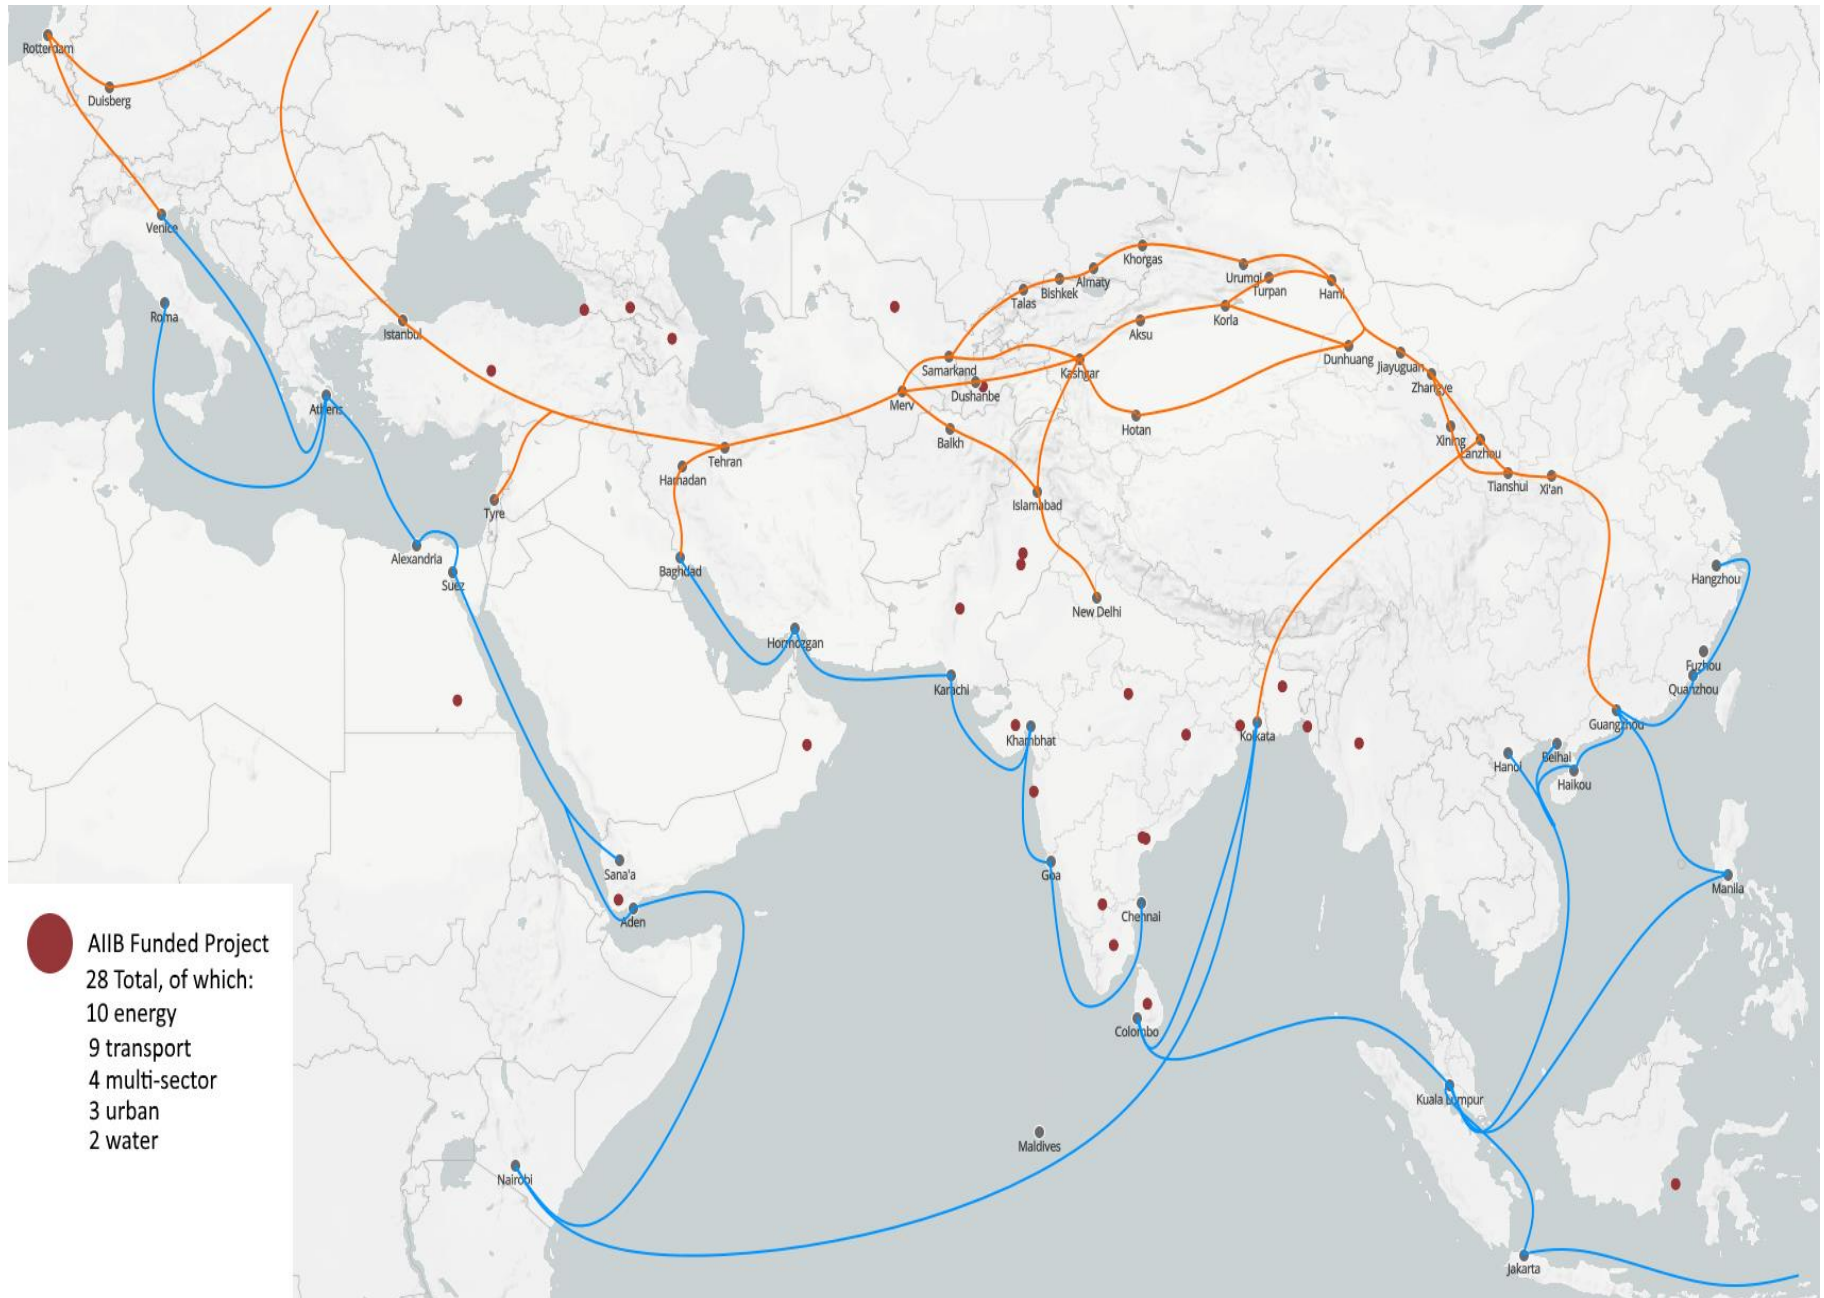 Rotterdam
Duisberg
Venice
Roma
Istanbul
Athens
Tyre
Alexandria
Suez
Khorgas
Almaty
Bishkek
Talas
Urumqi
Turpan
Hami
Korla
Aksu
Samarkand
Kashgar
Dushanbe
Merv
Dunhuang
Jiayuguan
Zhangye
Balkh
Hotan
Xining
Lanzhou
Tehran
Hamadan
Tianshui
Xi'an
Islamabad
Baghdad
Hangzhou
New Delhi
Hormozgan
Fuzhou
Karachi
Quanzhou
Guangzhou
Khambhat
Kolkata
Hanoi
Beihai
Haikou
Sana'a
Goa
Manila
Aden
Chennai
Colombo
Kuala Lumpur
Maldives
Nairobi
Jakarta
AIIB Funded Project
28 Total, of which:
10 energy
9 transport
4 multi-sector
3 urban
2 water